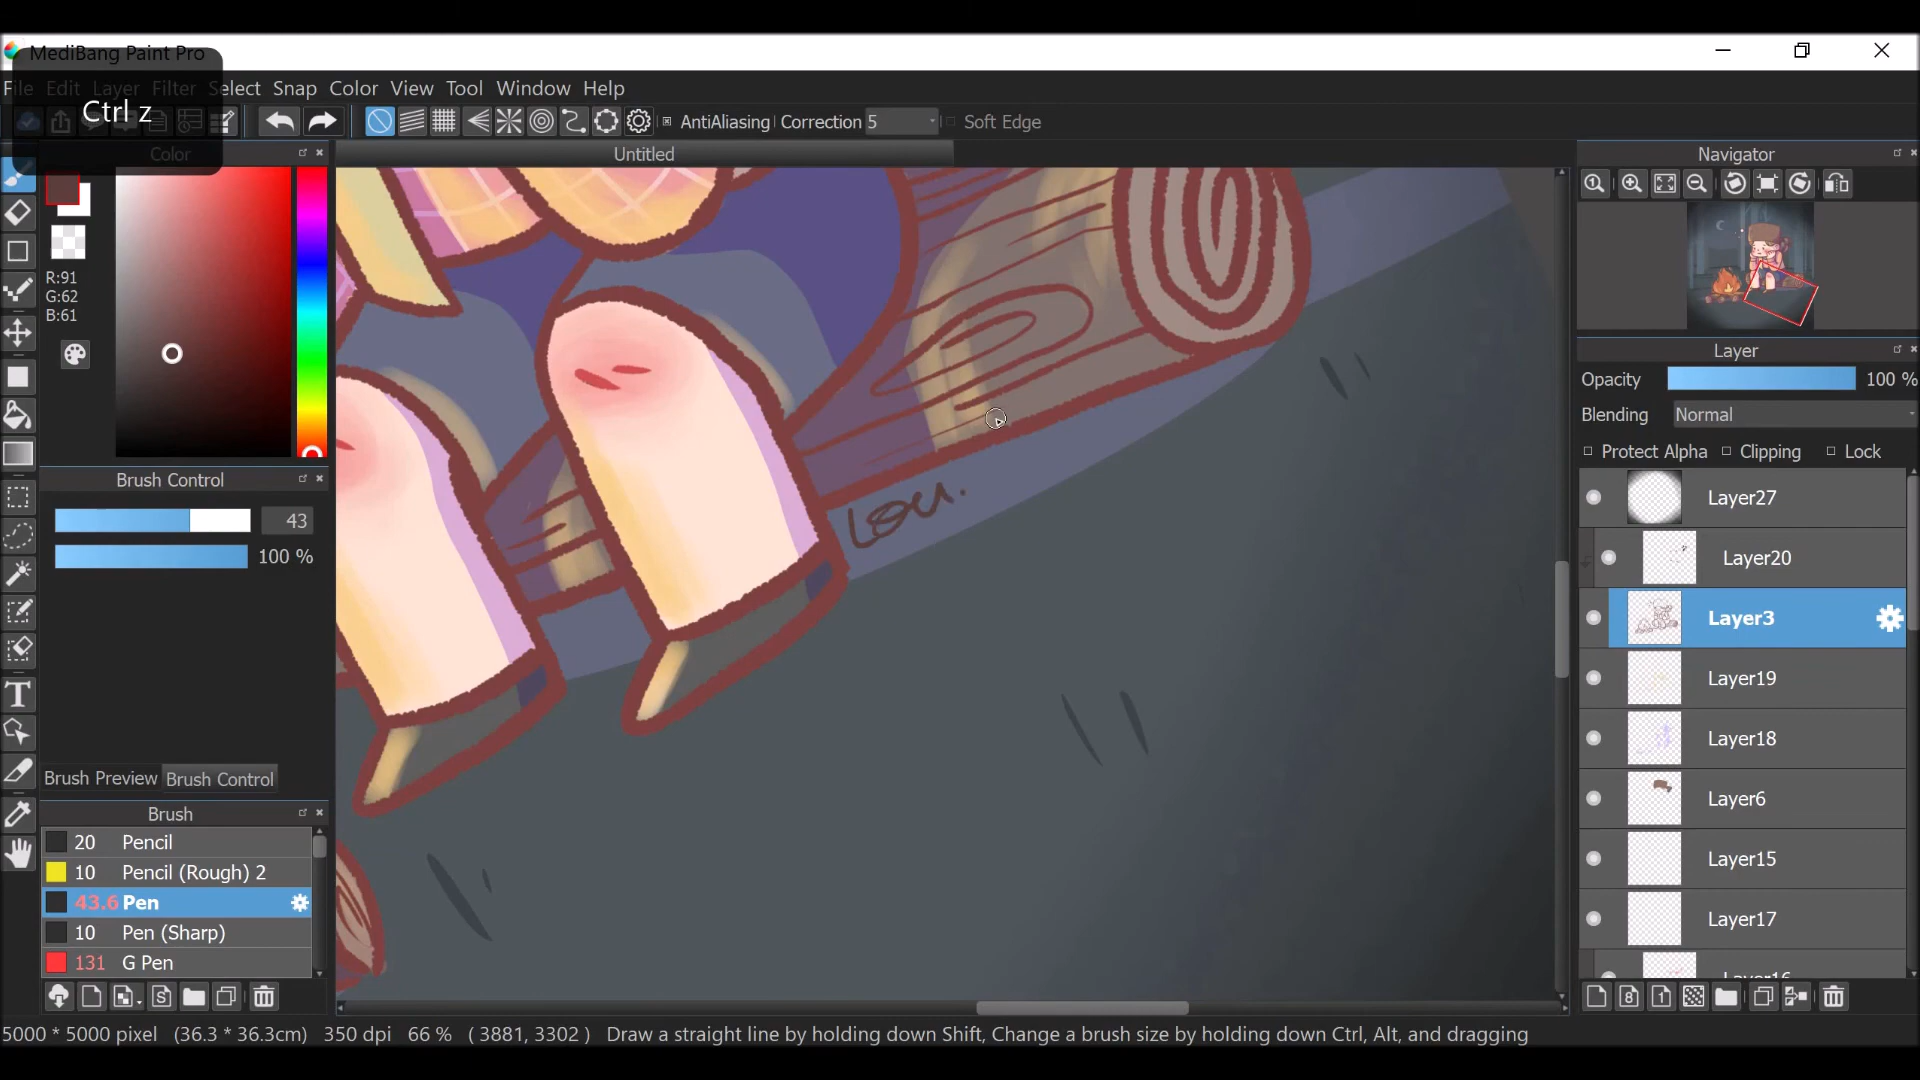 MediBang Paint Pro
File Edit Layer Filter Select Snap Color View Tool Window Help
Ctrl z
AntiAliasing Correction 5 Soft Edge
Color
Untitled
Navigator
R:91
G:62
B:61
Layer
Opacity 100 %
Blending Normal
Protect Alpha Clipping Lock
Brush Control
43
100 %
Layer27
Layer20
Layer3
Layer19
Layer18
Layer6
Layer15
Layer17
Layer16
Lou.
Brush Preview Brush Control
Brush
20 Pencil
10 Pencil (Rough) 2
43.6 Pen
10 Pen (Sharp)
131 G Pen
5000 * 5000 pixel (36.3 * 36.3cm) 350 dpi 66 % ( 3881, 3302 ) Draw a straight line by holding down Shift, Change a brush size by holding down Ctrl, Alt, and dragging